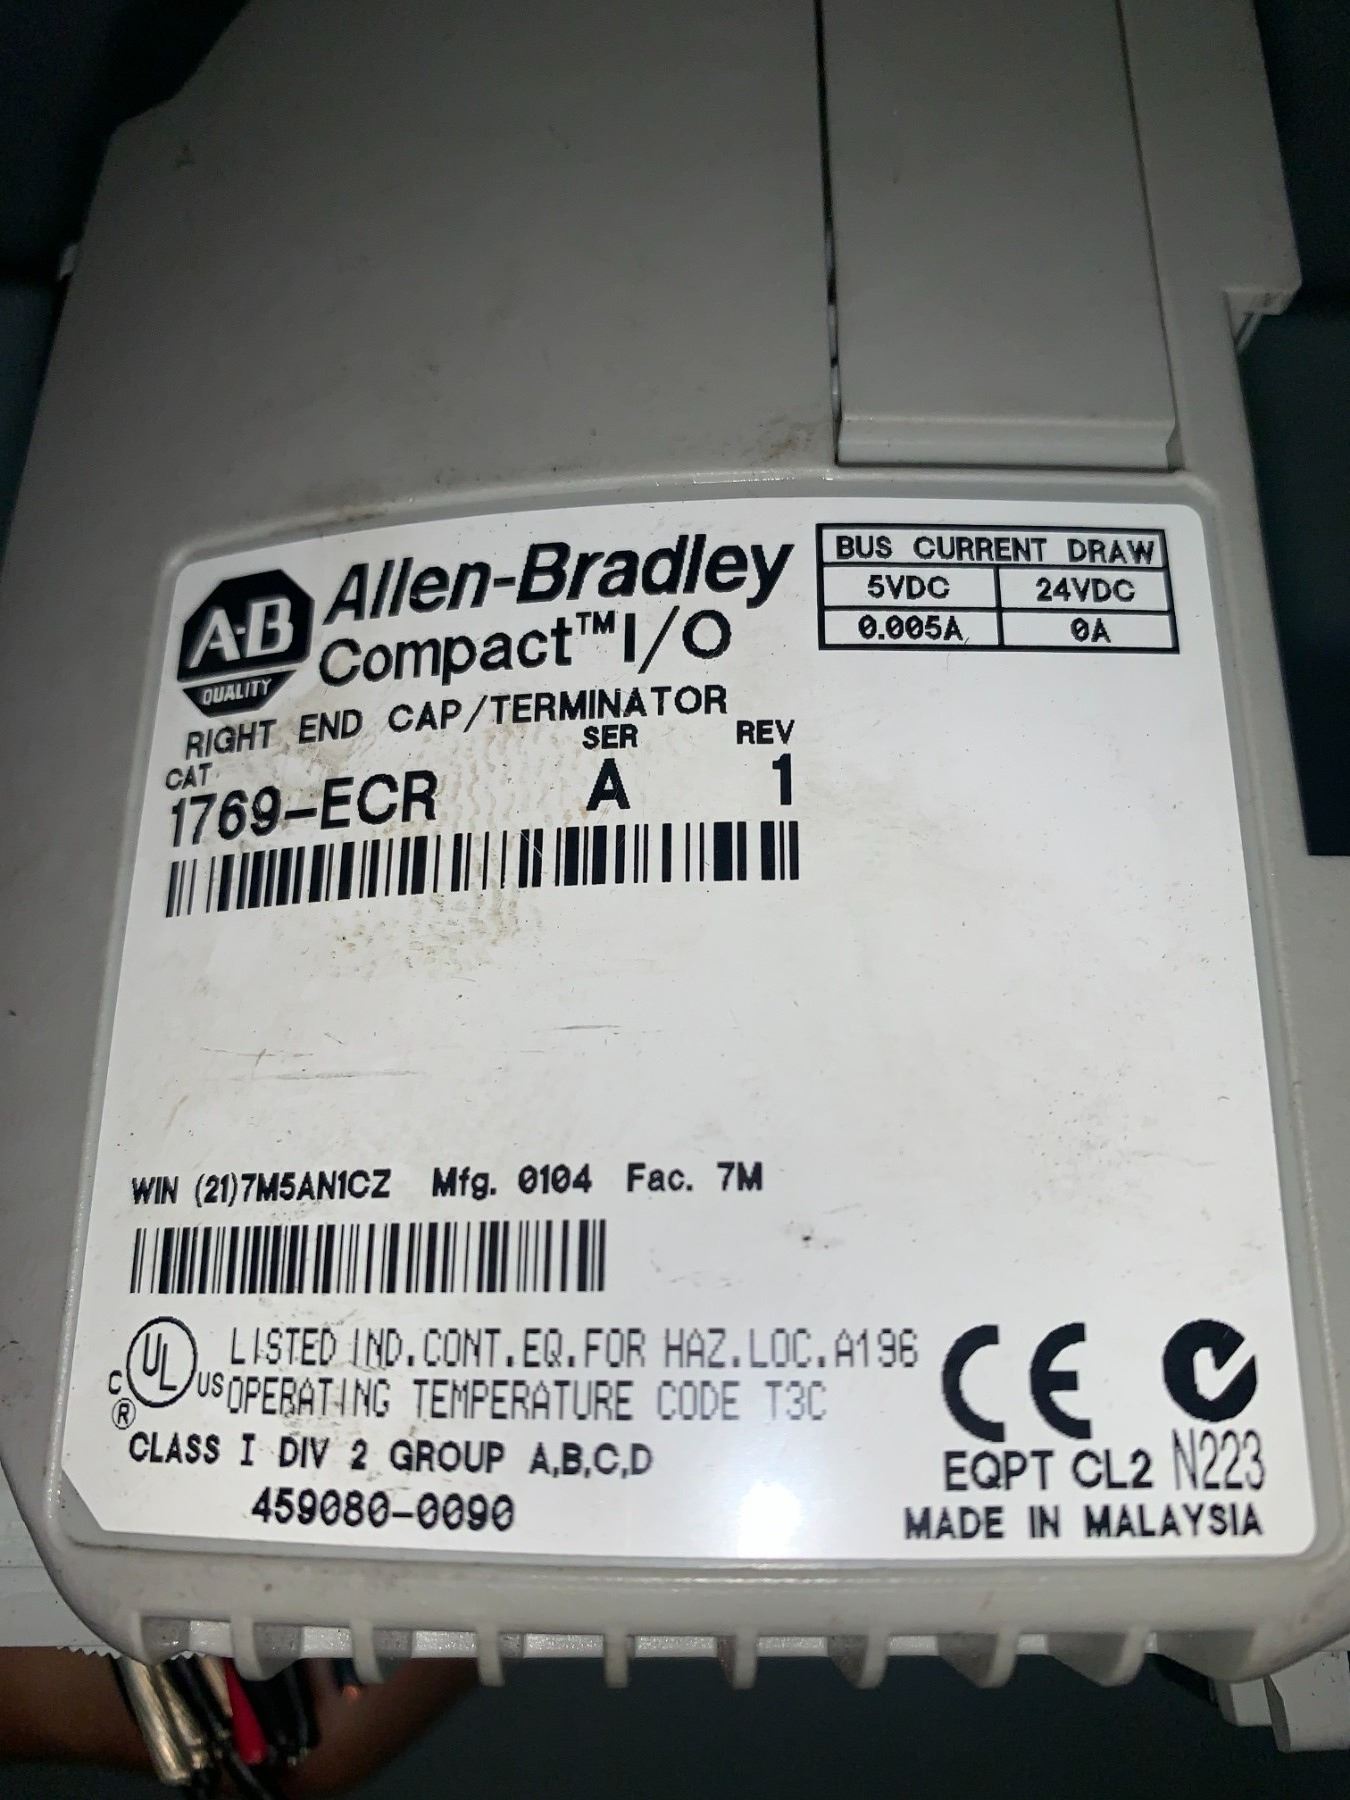 A-B
QUALITY
Allen-Bradley
Compact™ I/O
BUS CURRENT DRAW
5VDC 24VDC
0.005A 0A
RIGHT END CAP/TERMINATOR
CAT SER REV
1769-ECR A 1
WIN (21)7M5AN1CZ Mfg. 0104 Fac. 7M
C UL US LISTED IND.CONT.EQ.FOR HAZ.LOC.A196
® OPERATING TEMPERATURE CODE T3C
CLASS I DIV 2 GROUP A,B,C,D
459080-0090
CE
EQPT CL2 N223
MADE IN MALAYSIA